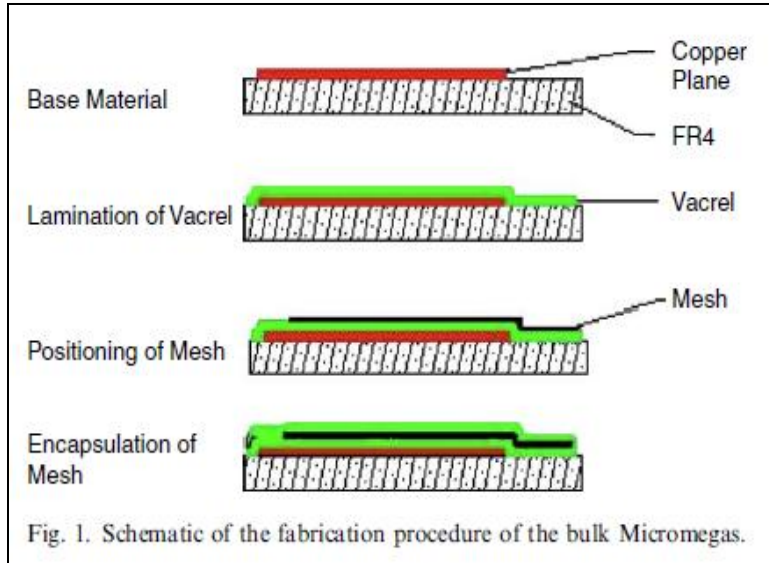 Copper
Plane
Base Material
FR4
Lamination of Vacrel
Vacrel
Mesh
Positioning of Mesh
Encapsulation of
Mesh
Fig. 1. Schematic of the fabrication procedure of the bulk Micromegas.